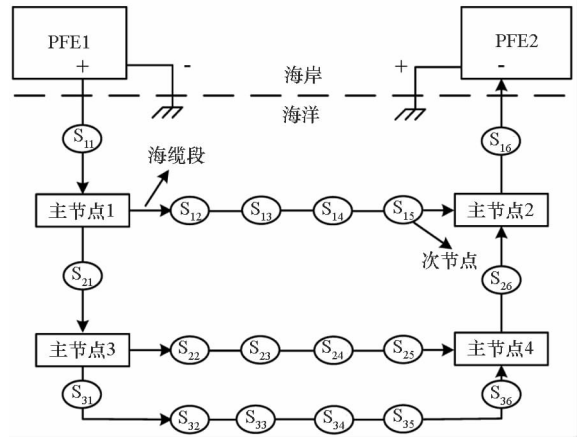 PFE1
PFE2
+
-
+
-
海岸
海洋
S11
S16
海缆段
主节点1
S12
S13
S14
S15
主节点2
次节点
S21
S26
主节点3
S22
S23
S24
S25
主节点4
S31
S36
S32
S33
S34
S35